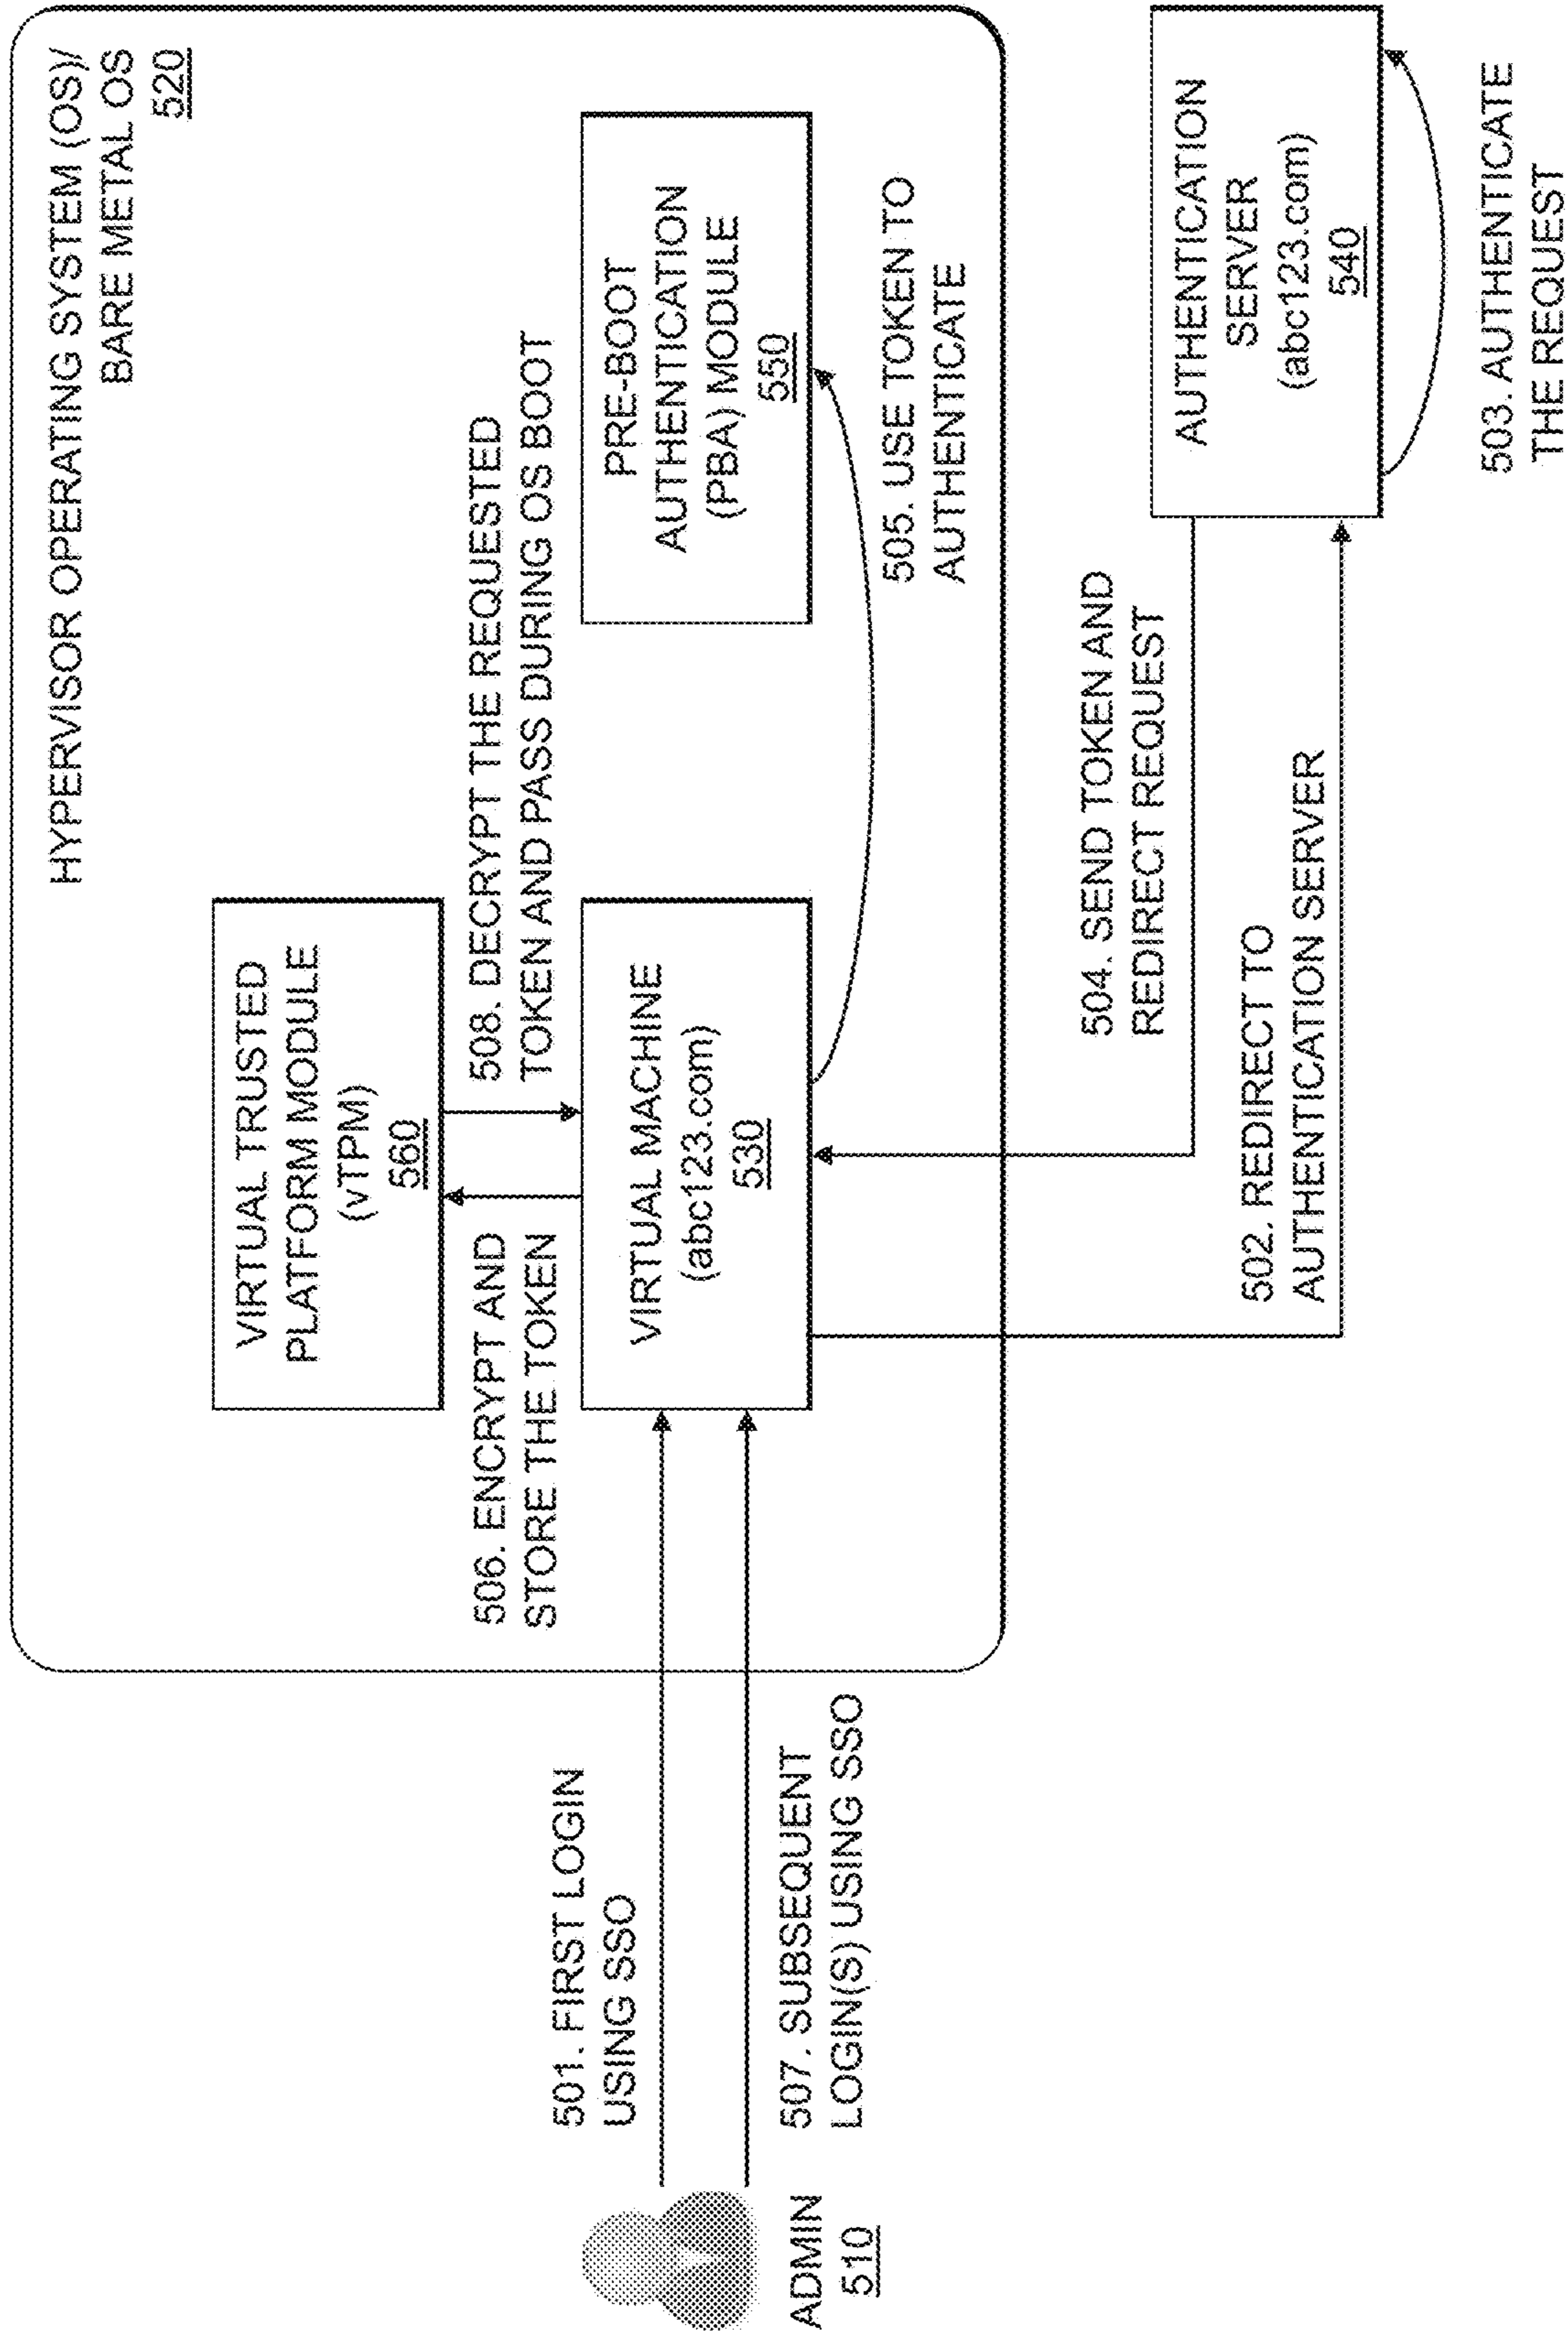 HYPERVISOR OPERATING SYSTEM (OS)/
BARE METAL OS
520
VIRTUAL TRUSTED
PLATFORM MODULE
(vTPM)
560
506. ENCRYPT AND
STORE THE TOKEN
508. DECRYPT THE REQUESTED
TOKEN AND PASS DURING OS BOOT
501. FIRST LOGIN
USING SSO
ADMIN
510
507. SUBSEQUENT
LOGIN(S) USING SSO
VIRTUAL MACHINE
(abc123.com)
530
PRE-BOOT
AUTHENTICATION
(PBA) MODULE
550
505. USE TOKEN TO
AUTHENTICATE
504. SEND TOKEN AND
REDIRECT REQUEST
502. REDIRECT TO
AUTHENTICATION SERVER
AUTHENTICATION
SERVER
(abc123.com)
540
503. AUTHENTICATE
THE REQUEST